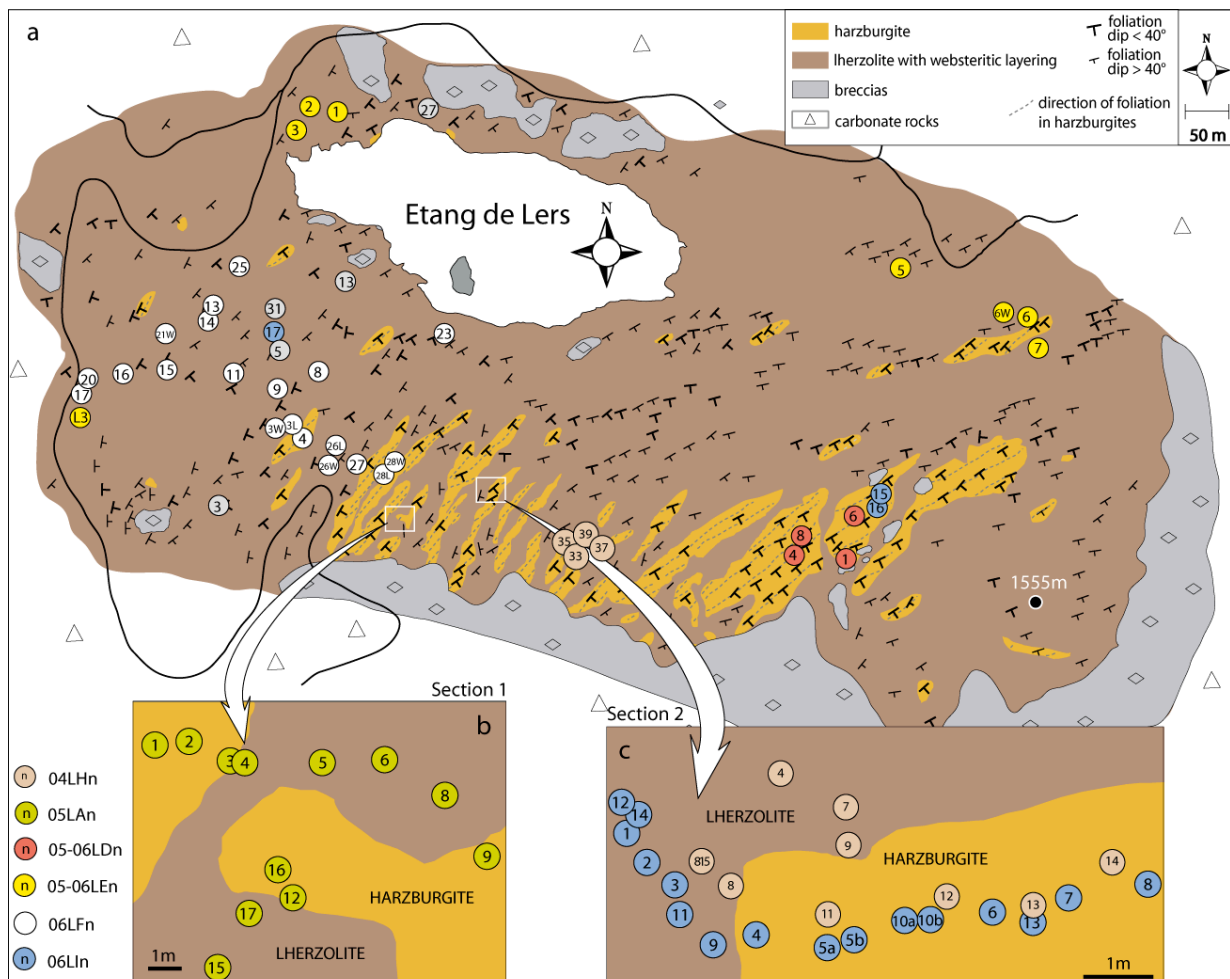 a
harzburgite
lherzolite with websteritic layering
breccias
carbonate rocks
foliation
dip < 40°
foliation
dip > 40°
direction of foliation
in harzburgites
N
50 m
2
1
27
3
Etang de Lers
N
25
13
5
13
14
31
17
21W
5
23
6W
6
7
20
16
15
11
8
17
9
L3
3W
3L
4
26L
26W
27
28W
28L
3
15
16
6
35
39
33
37
8
4
1
1555m
Section 1
b
1
2
3
4
5
6
8
9
16
12
17
15
HARZBURGITE
LHERZOLITE
1m
Section 2
c
4
7
12
14
1
LHERZOLITE
9
2
815
HARZBURGITE
14
3
8
8
11
11
12
13
7
9
4
5a
5b
10a
10b
6
13
1m
n 04LHn
n 05LAn
n 05-06LDn
n 05-06LEn
n 06LFn
n 06LIn